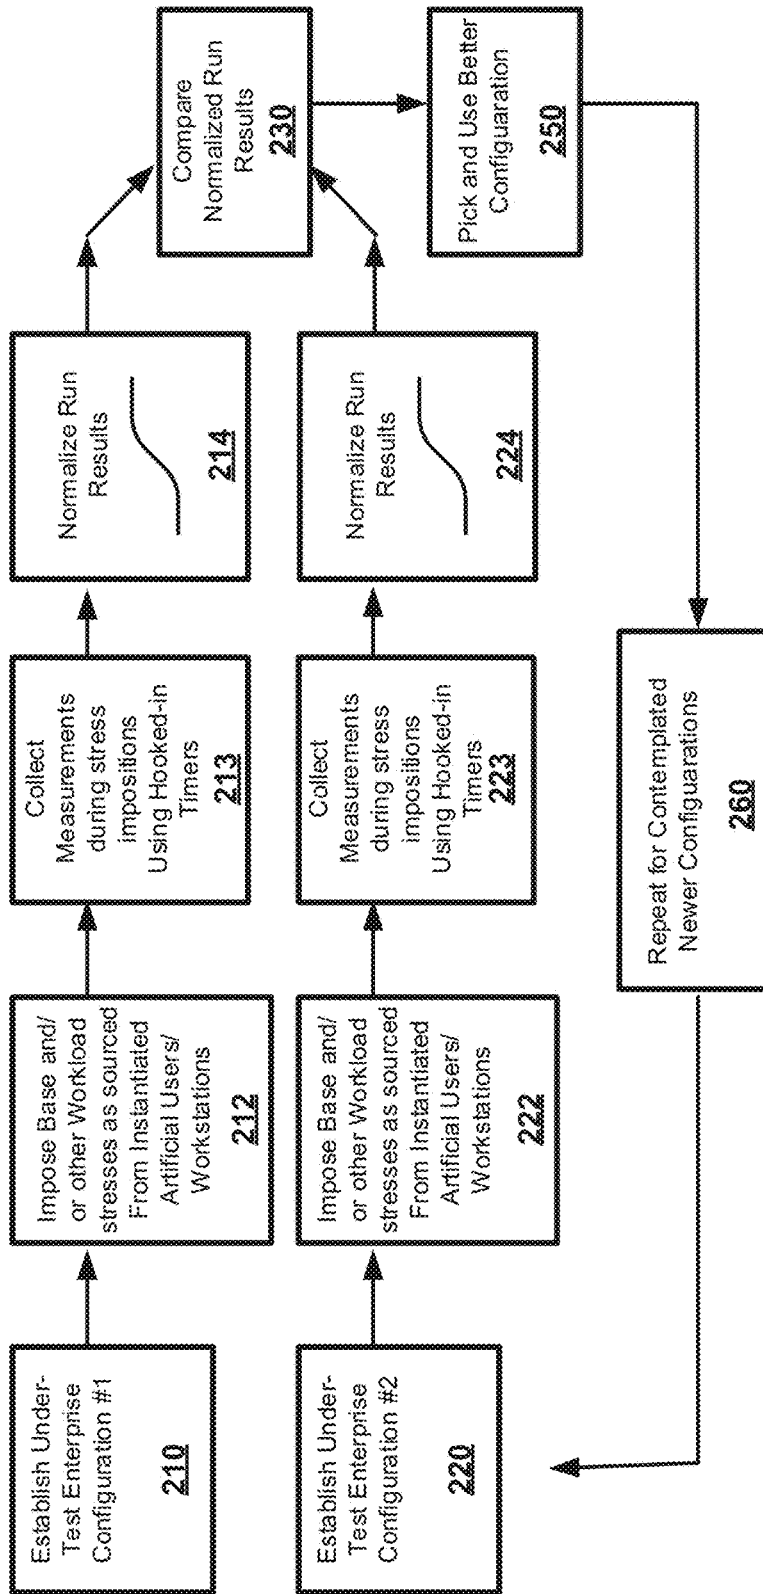 Establish Under-
Test Enterprise
Configuration #1
210
Impose Base and/
or other Workload
stresses as sourced
From Instantiated
Artificial Users/
Workstations
212
Collect
Measurements
during stress
impositions
Using Hooked-in
Timers
213
Normalize Run
Results
214
Establish Under-
Test Enterprise
Configuration #2
220
Impose Base and/
or other Workload
stresses as sourced
From Instantiated
Artificial Users/
Workstations
222
Collect
Measurements
during stress
impositions
Using Hooked-in
Timers
223
Normalize Run
Results
224
Compare
Normalized Run
Results
230
Pick and Use Better
Configuaration
250
Repeat for Contemplated
Newer Configuarations
260